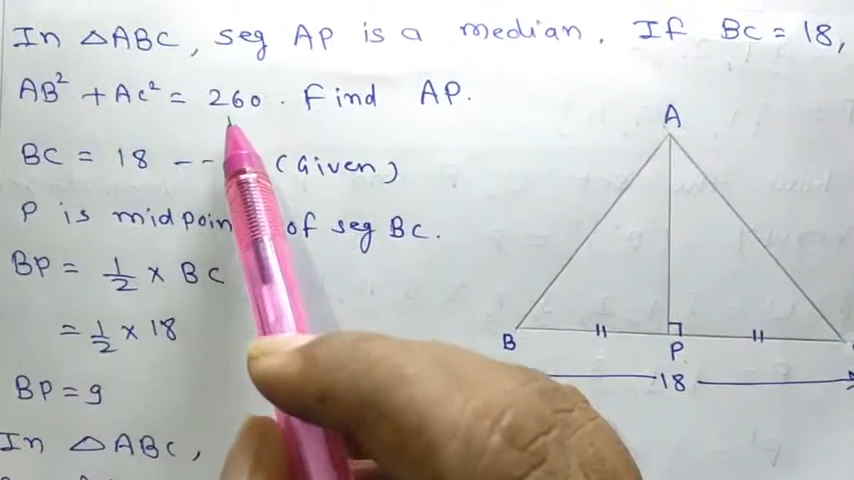 In △ABC, seg AP is a median. If BC = 18,
AB² + AC² = 260. Find AP.
BC = 18 -- (Given)
P is midpoin of seg BC.
BP = 1/2 × BC
= 1/2 × 18
BP = 9
In △ABC,
A
B
P
18